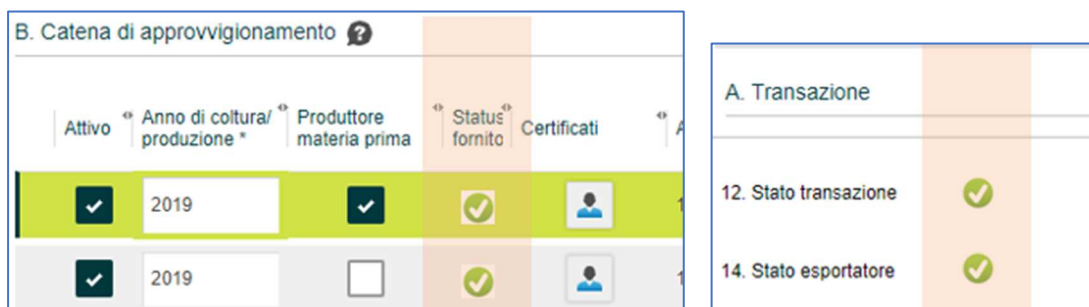 B. Catena di approvvigionamento
Attivo
Anno di coltura/
produzione *
Produttore
materia prima
Status
fornito
Certificati
2019
2019
A. Transazione
12. Stato transazione
14. Stato esportatore